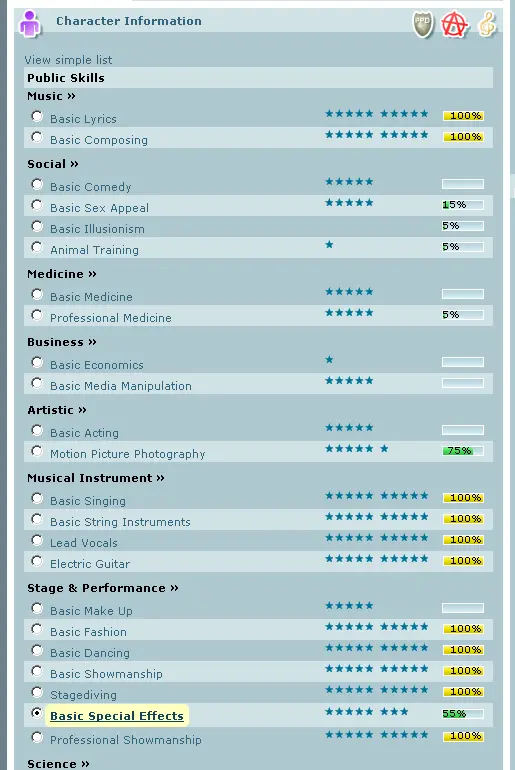 Character Information
PPD
View simple list
Public Skills
Music »
Basic Lyrics ★★★★★ ★★★★★ 100%
Basic Composing ★★★★★ ★★★★★ 100%
Social »
Basic Comedy ★★★★★
Basic Sex Appeal ★★★★★ 15%
Basic Illusionism 5%
Animal Training ★ 5%
Medicine »
Basic Medicine ★★★★★
Professional Medicine ★★★★★ 5%
Business »
Basic Economics ★
Basic Media Manipulation ★★★★★
Artistic »
Basic Acting ★★★★★
Motion Picture Photography ★★★★★ ★ 75%
Musical Instrument »
Basic Singing ★★★★★ ★★★★★ 100%
Basic String Instruments ★★★★★ ★★★★★ 100%
Lead Vocals ★★★★★ ★★★★★ 100%
Electric Guitar ★★★★★ ★★★★★ 100%
Stage & Performance »
Basic Make Up ★★★★★
Basic Fashion ★★★★★ ★★★★★ 100%
Basic Dancing ★★★★★ ★★★★★ 100%
Basic Showmanship ★★★★★ ★★★★★ 100%
Stagediving ★★★★★ ★★★★★ 100%
Basic Special Effects ★★★★★ ★★★ 55%
Professional Showmanship ★★★★★ ★★★★★ 100%
Science »